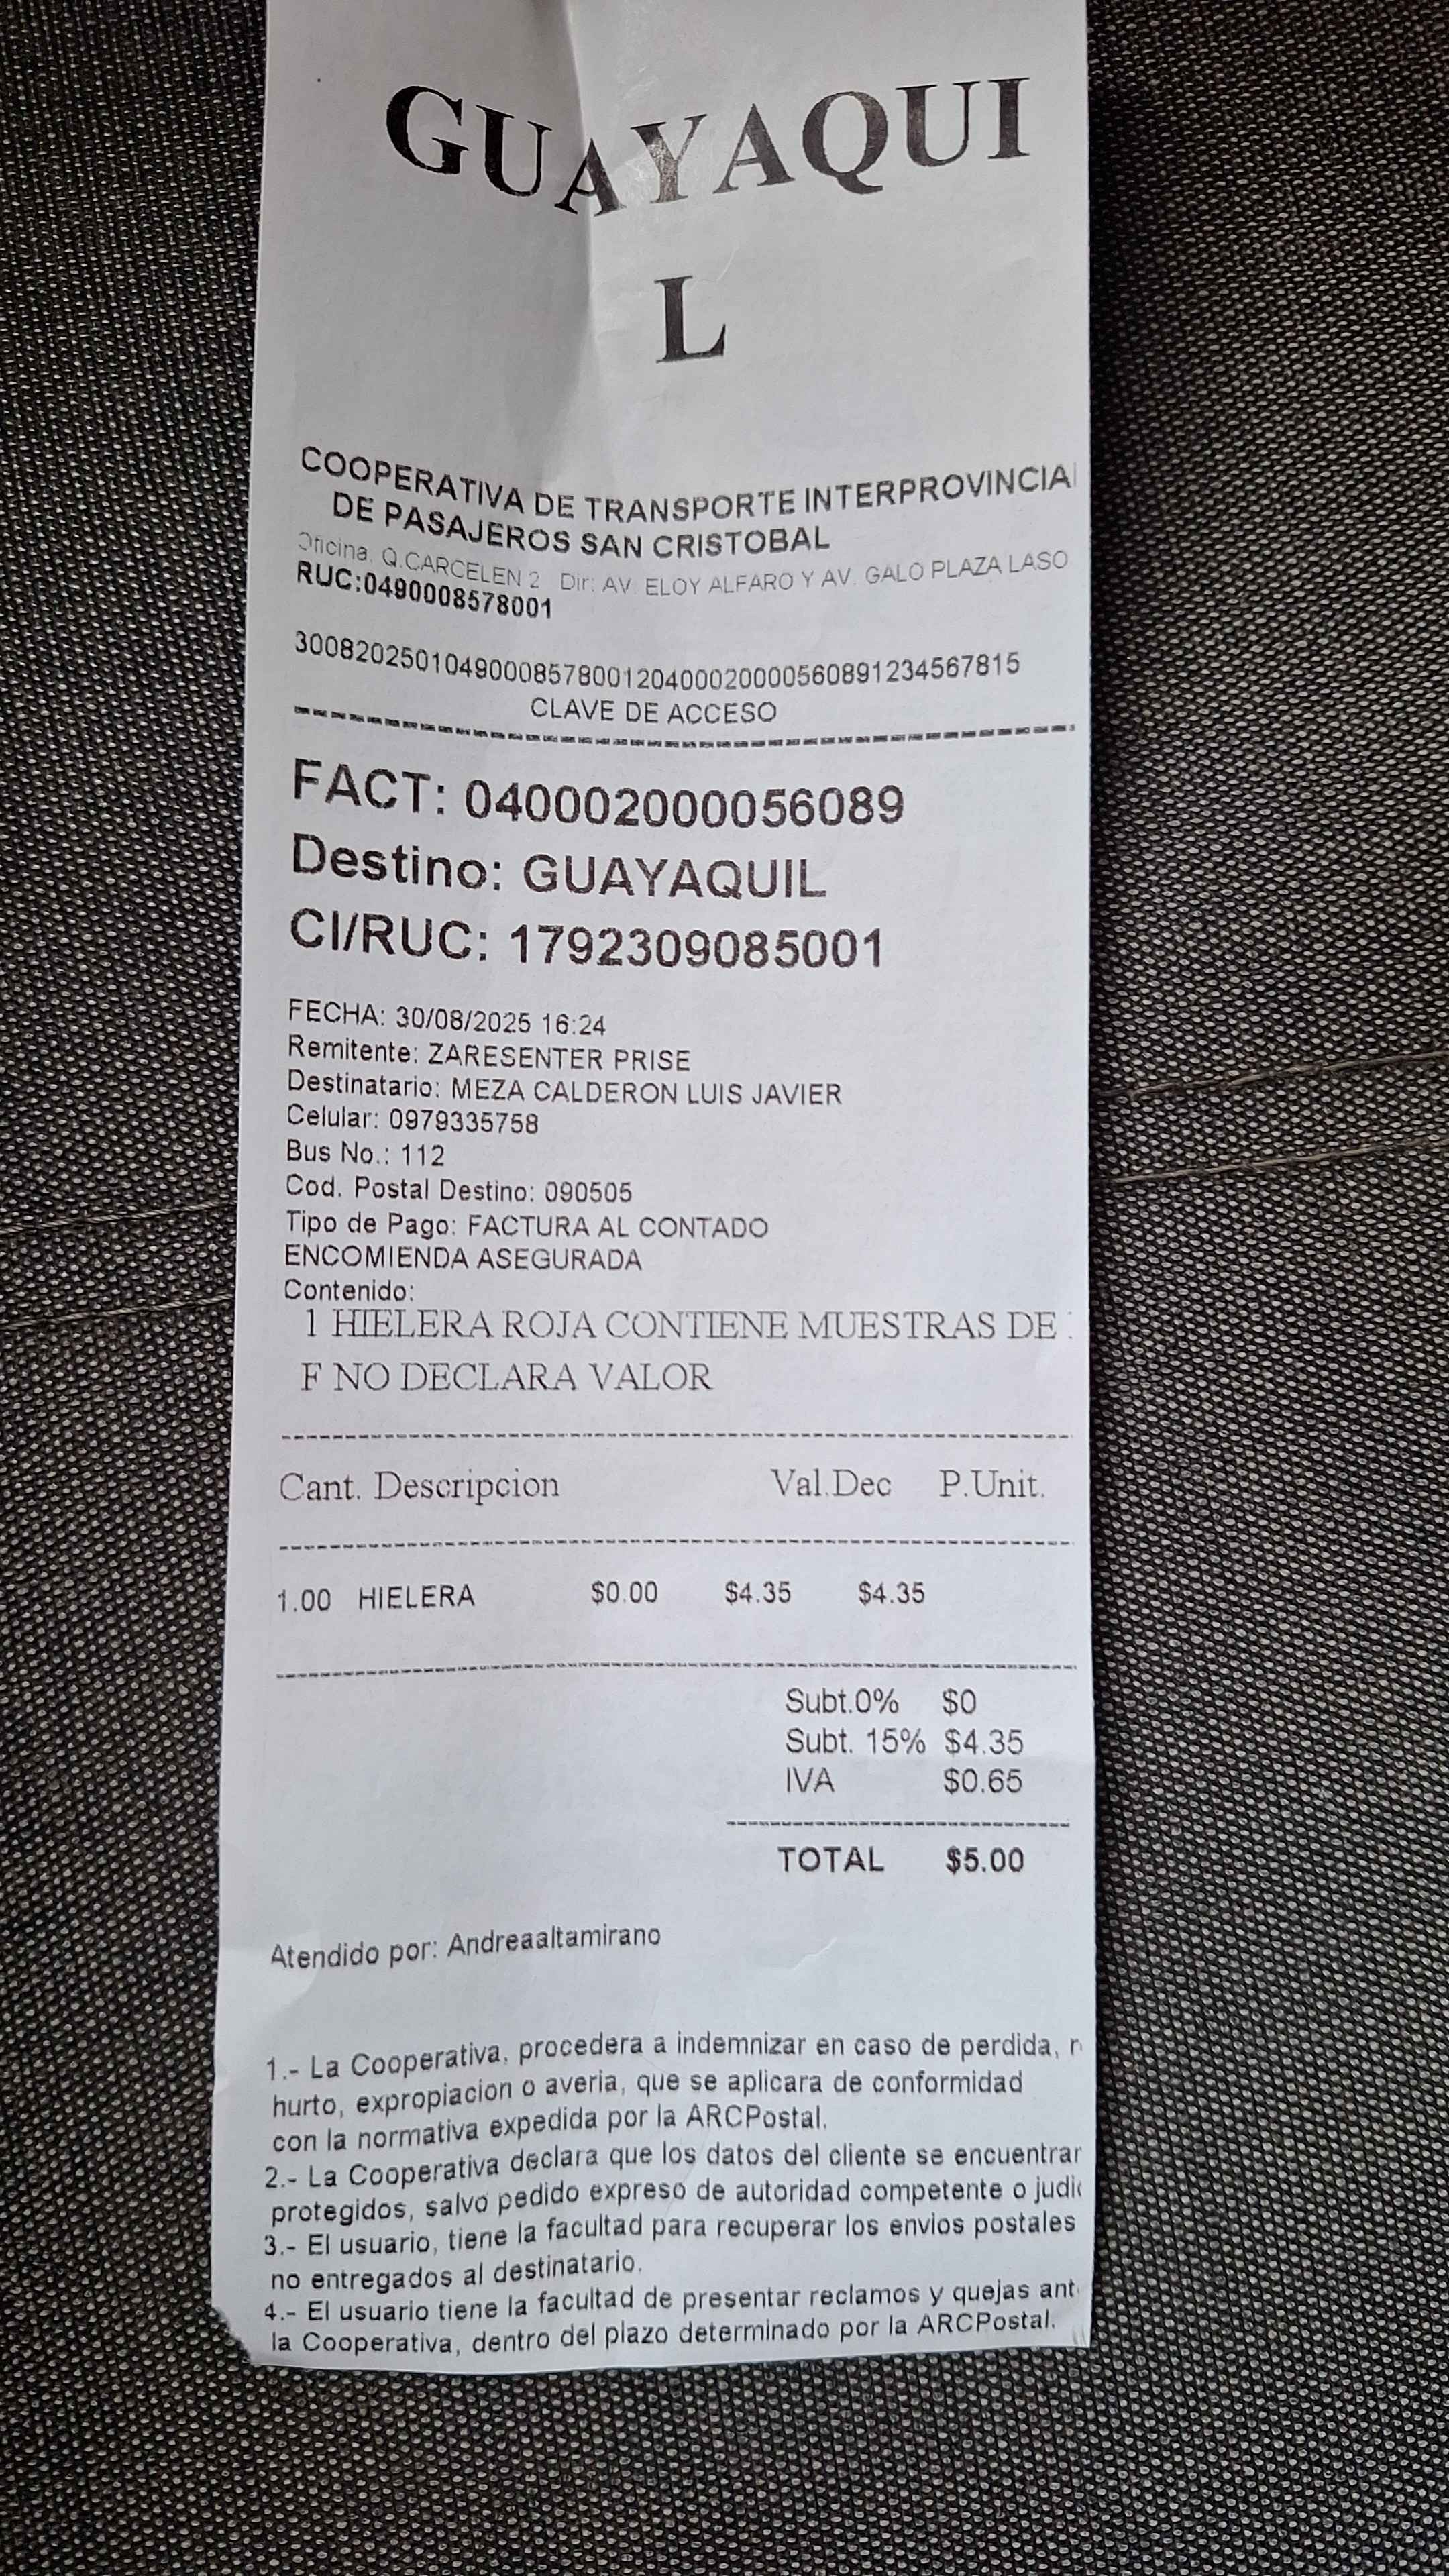 GUAYAQUI
L
COOPERATIVA DE TRANSPORTE INTERPROVINCIA
DE PASAJEROS SAN CRISTOBAL
Oficina. Q.CARCELEN 2 Dir: AV. ELOY ALFARO Y AV. GALO PLAZA LASO
RUC:0490008578001
3008202501049000857800120400020000560891234567815
CLAVE DE ACCESO
FACT: 040002000056089
Destino: GUAYAQUIL
CI/RUC: 1792309085001
FECHA: 30/08/2025 16:24
Remitente: ZARESENTER PRISE
Destinatario: MEZA CALDERON LUIS JAVIER
Celular: 0979335758
Bus No.: 112
Cod. Postal Destino: 090505
Tipo de Pago: FACTURA AL CONTADO
ENCOMIENDA ASEGURADA
Contenido:
1 HIELERA ROJA CONTIENE MUESTRAS DE
F NO DECLARA VALOR
Cant. Descripcion Val.Dec P.Unit.
1.00 HIELERA $0.00 $4.35 $4.35
Subt.0% $0
Subt. 15% $4.35
IVA $0.65
TOTAL $5.00
Atendido por: Andreaaltamirano
1.- La Cooperativa, procedera a indemnizar en caso de perdida,
hurto, expropiacion o averia, que se aplicara de conformidad
con la normativa expedida por la ARCPostal.
2.- La Cooperativa declara que los datos del cliente se encuentrar
protegidos, salvo pedido expreso de autoridad competente o judi
3.- El usuario, tiene la facultad para recuperar los envios postales
no entregados al destinatario.
4.- El usuario tiene la facultad de presentar reclamos y quejas ant
la Cooperativa, dentro del plazo determinado por la ARCPostal.